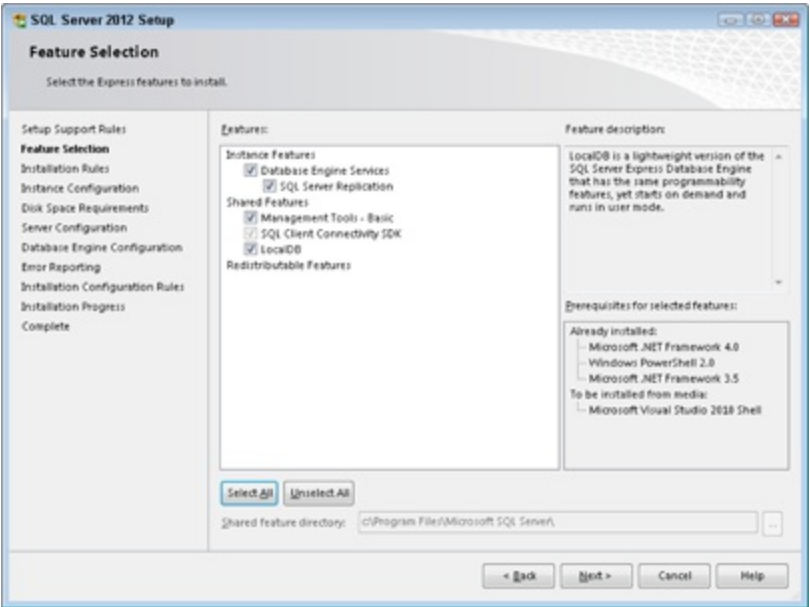 SQL Server 2012 Setup
Feature Selection
Select the Express features to install.
Setup Support Rules
Feature Selection
Installation Rules
Instance Configuration
Disk Space Requirements
Server Configuration
Database Engine Configuration
Error Reporting
Installation Configuration Rules
Installation Progress
Complete
Features:
Instance Features
Database Engine Services
SQL Server Replication
Shared Features
Management Tools - Basic
SQL Client Connectivity SDK
LocalDB
Redistributable Features
Select All
Unselect All
Feature description:
LocalDB is a lightweight version of the
SQL Server Express Database Engine
that has the same programmability
features, yet starts on demand and
runs in user mode.
Prerequisites for selected features:
Already installed:
Microsoft .NET Framework 4.0
Windows PowerShell 2.0
Microsoft .NET Framework 3.5
To be installed from media:
Microsoft Visual Studio 2010 Shell
Shared feature directory:
c:\Program Files\Microsoft SQL Server\
...
< Back
Next >
Cancel
Help